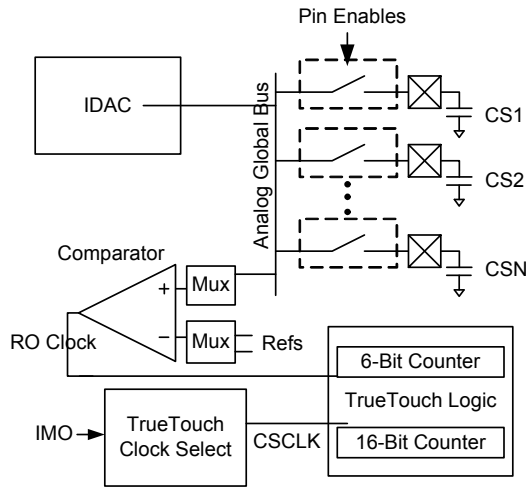 Pin Enables
IDAC
Analog Global Bus
CS1
CS2
CSN
Comparator
+
Mux
−
Mux
Refs
RO Clock
6-Bit Counter
TrueTouch Logic
16-Bit Counter
IMO
TrueTouch
Clock Select
CSCLK